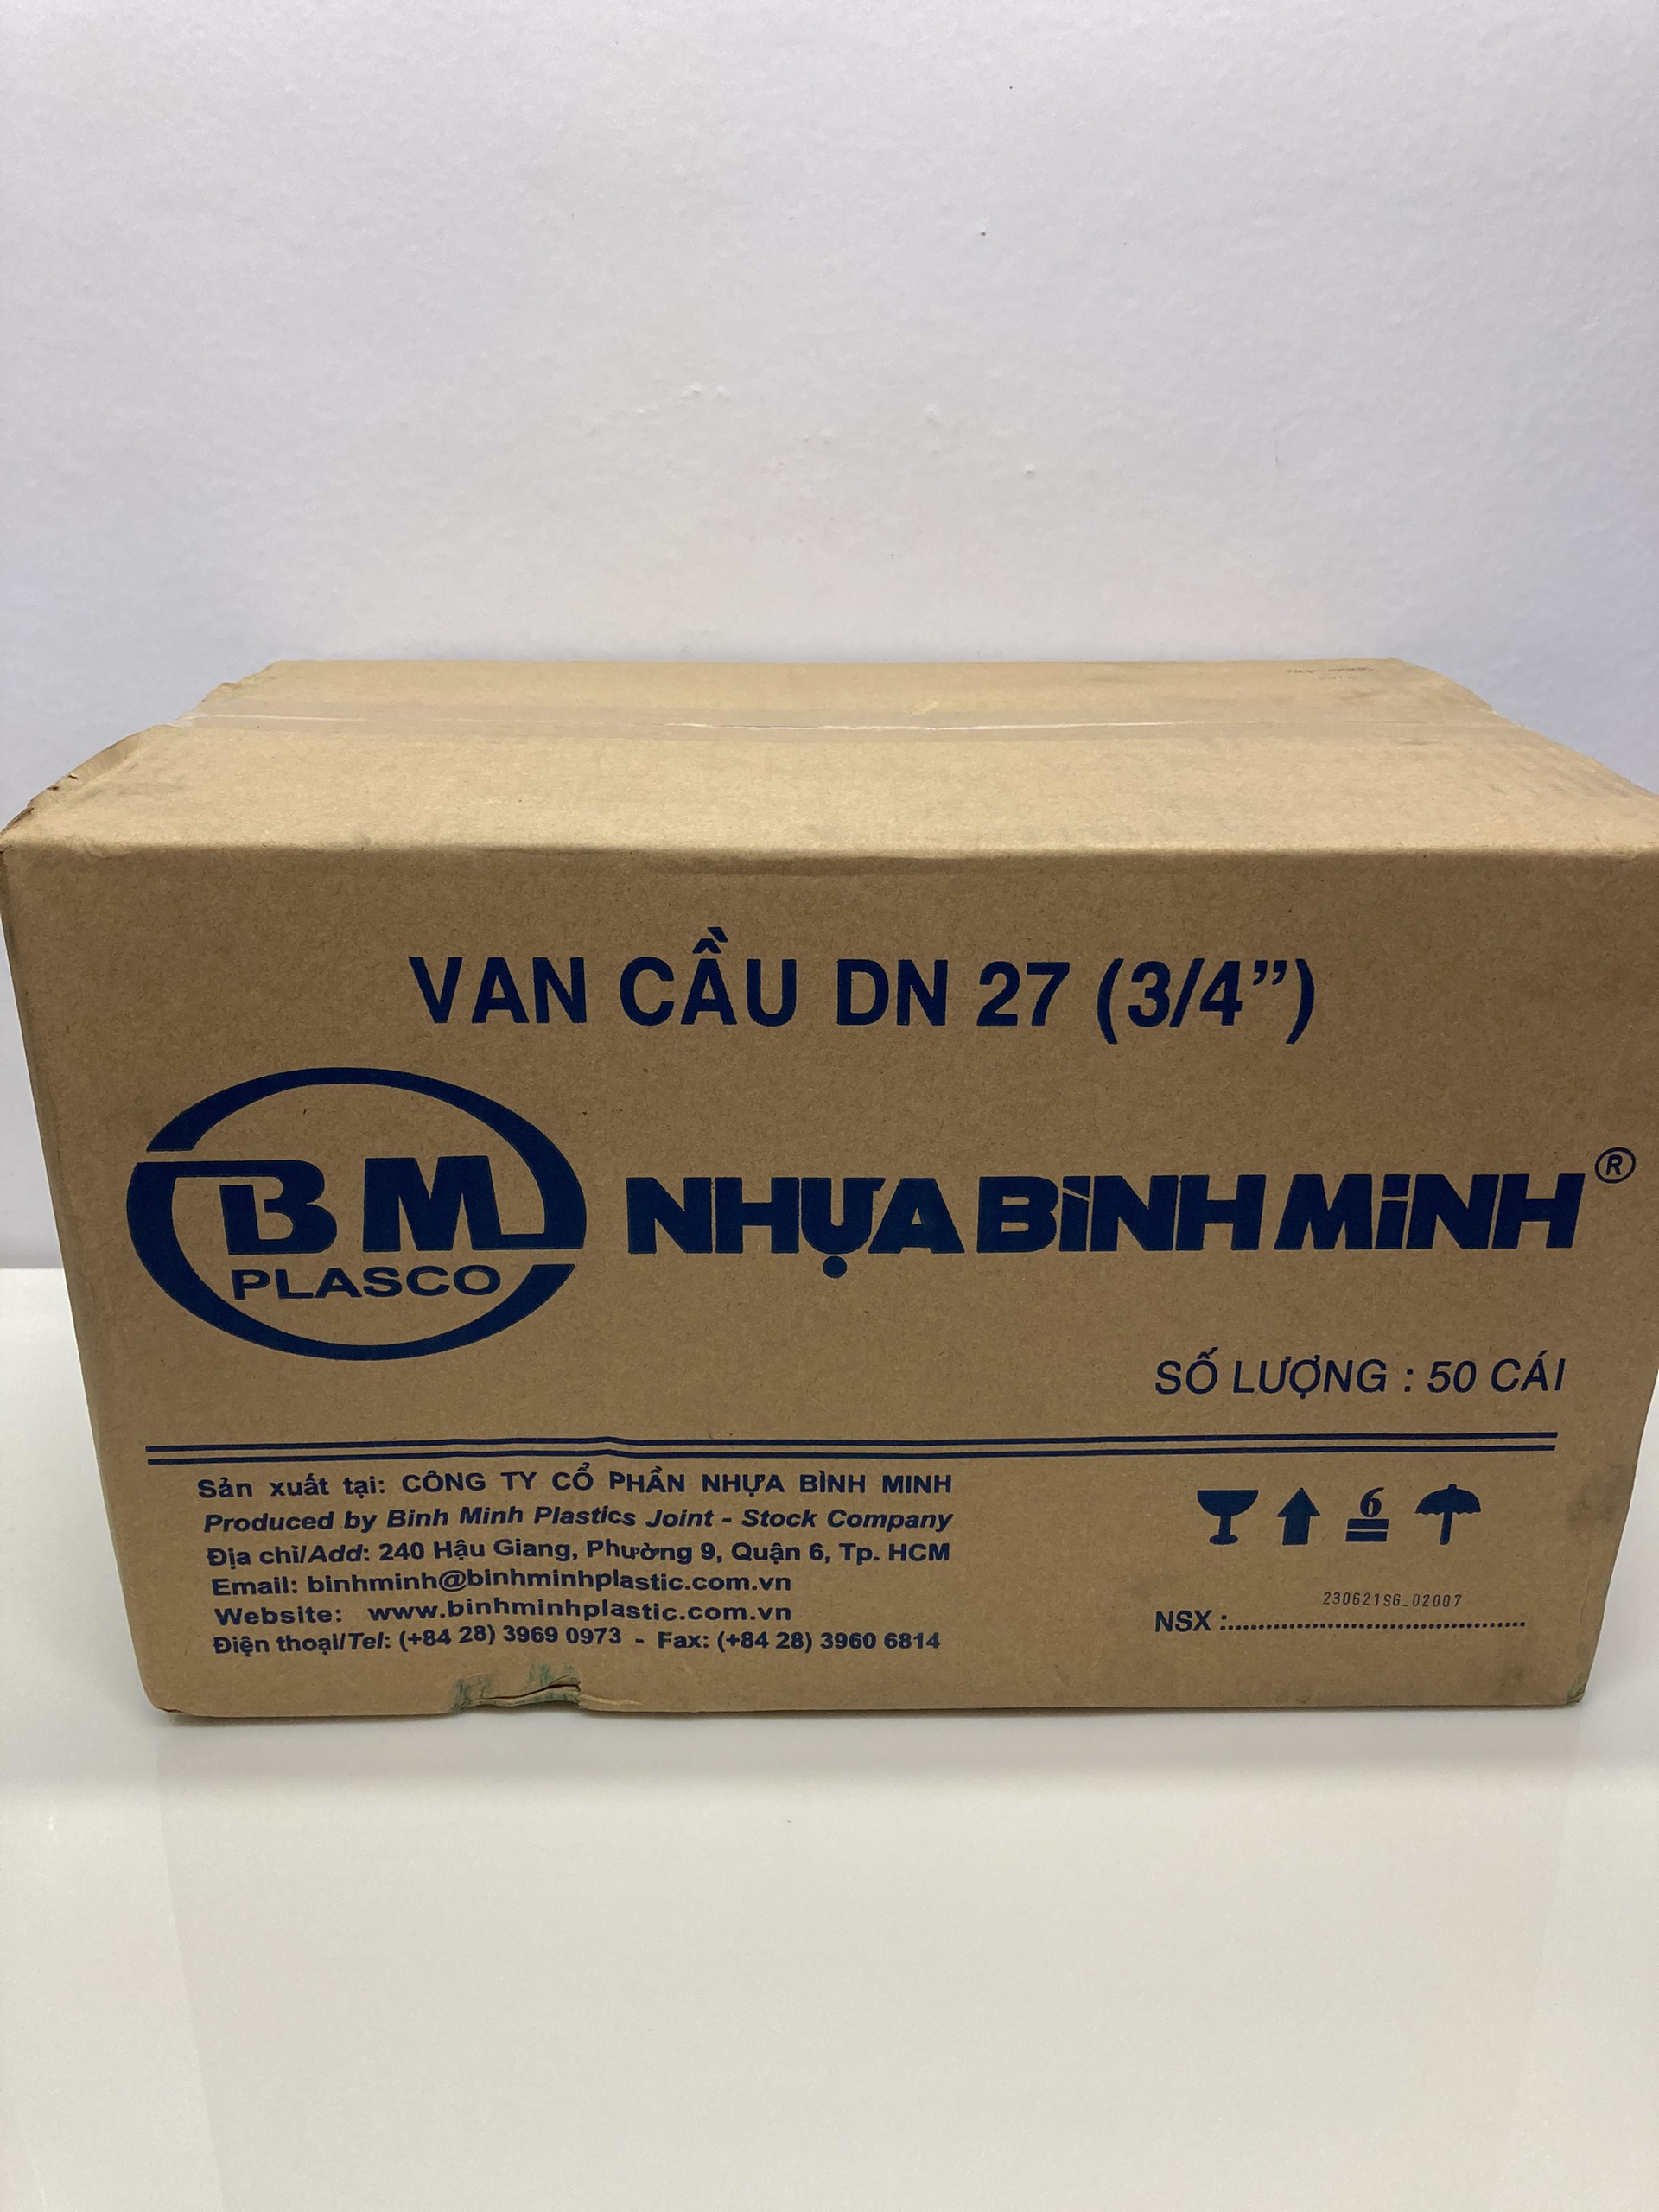 VAN CẦU DN 27 (3/4”)
BM
PLASCO
NHỰA BÌNH MINH ®
SỐ LƯỢNG : 50 CÁI
Sản xuất tại: CÔNG TY CỔ PHẦN NHỰA BÌNH MINH
Produced by Binh Minh Plastics Joint - Stock Company
Địa chỉ/Add: 240 Hậu Giang, Phường 9, Quận 6, Tp. HCM
Email: binhminh@binhminhplastic.com.vn
Website: www.binhminhplastic.com.vn
Điện thoại/Tel: (+84 28) 3969 0973 - Fax: (+84 28) 3960 6814
6
230621SG_02007
NSX :..........................................